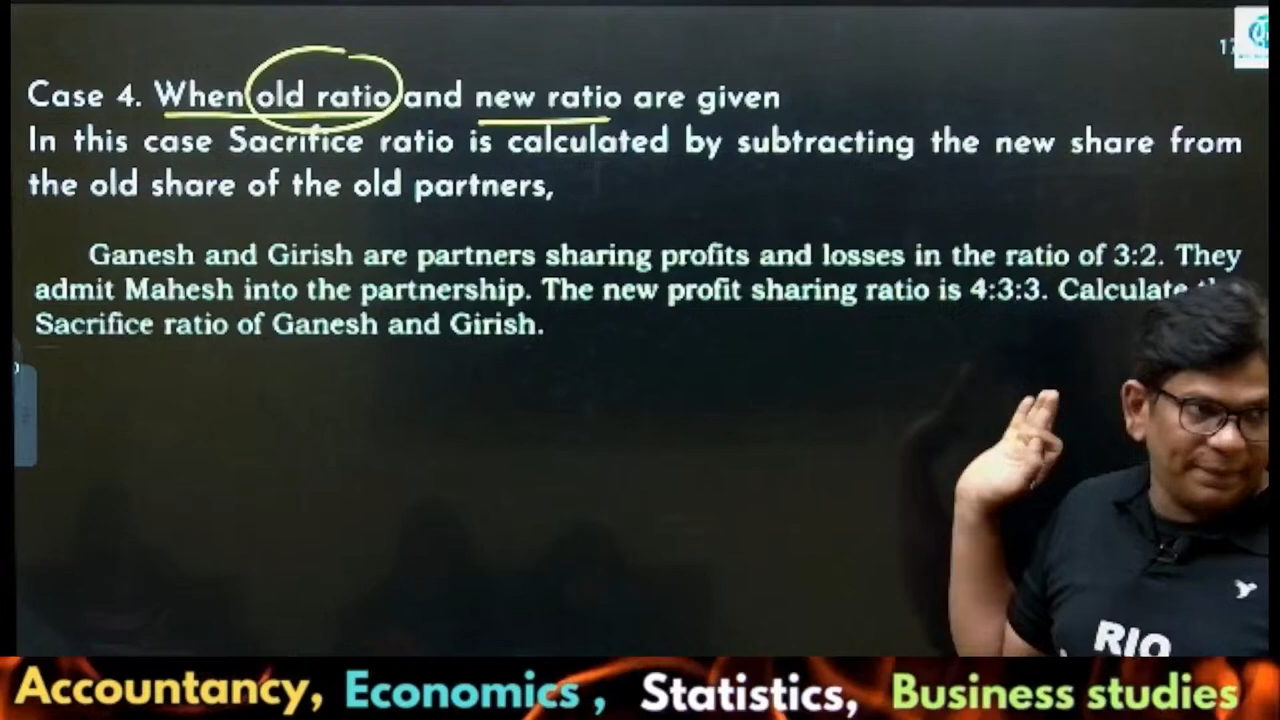 17
Case 4. When old ratio and new ratio are given
In this case Sacrifice ratio is calculated by subtracting the new share from
the old share of the old partners,
Ganesh and Girish are partners sharing profits and losses in the ratio of 3:2. They
admit Mahesh into the partnership. The new profit sharing ratio is 4:3:3. Calculate
Sacrifice ratio of Ganesh and Girish.
RIO
Accountancy, Economics , Statistics, Business studies